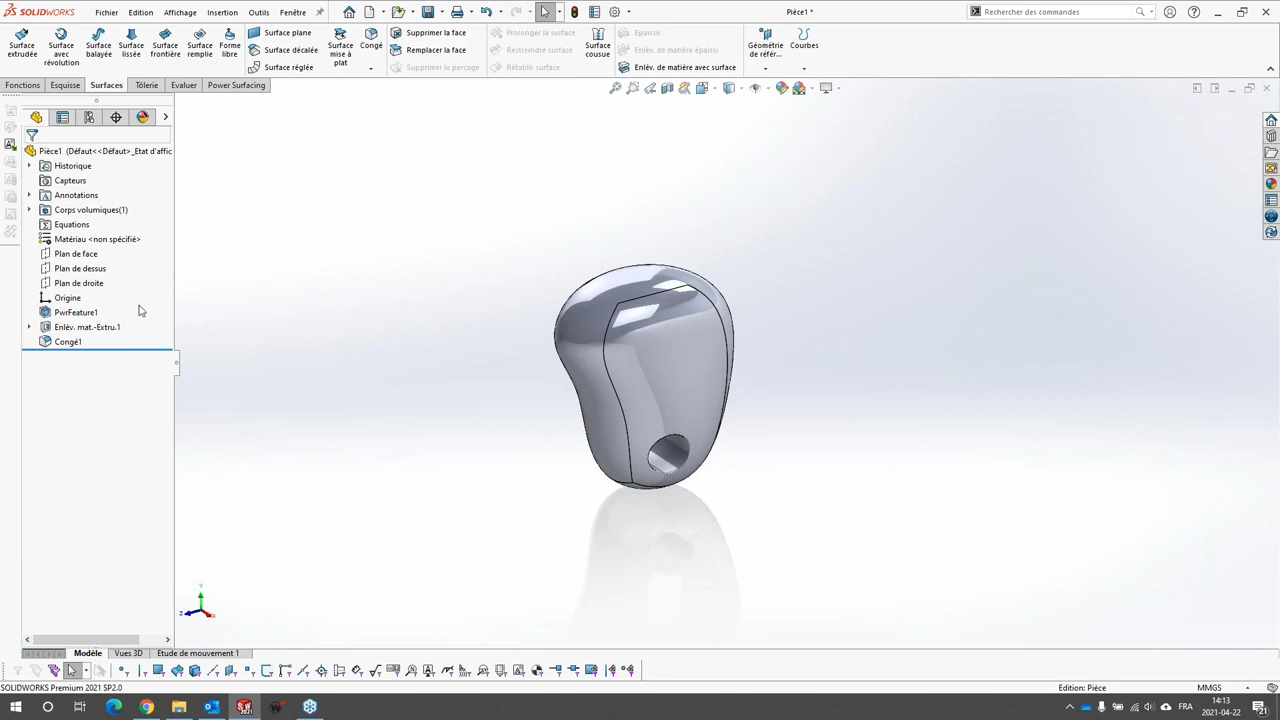 SOLIDWORKS Fichier Edition Affichage Insertion Outils Fenêtre Pièce1 * Rechercher des commandes
Surface extrudée
Surface avec révolution
Surface balayée
Surface lissée
Surface frontière
Surface remplie
Forme libre
Surface plane
Surface décalée
Surface réglée
Surface mise à plat
Congé
Supprimer la face
Remplacer la face
Supprimer le perçage
Prolonger la surface
Restreindre surface
Rétablir surface
Surface cousue
Epaissir
Enlèv. de matière épaissi
Enlèv. de matière avec surface
Géométrie de référ...
Courbes
Fonctions Esquisse Surfaces Tôlerie Evaluer Power Surfacing
Pièce1 (Défaut<<Défaut>_Etat d'affic
Historique
Capteurs
Annotations
Corps volumiques(1)
Equations
Matériau <non spécifié>
Plan de face
Plan de dessus
Plan de droite
Origine
PwrFeature1
Enlèv. mat.-Extru.1
Congé1
Y
Z
X
Modèle Vues 3D Etude de mouvement 1
SOLIDWORKS Premium 2021 SP2.0 Edition: Pièce MMGS
FRA
14:13
2021-04-22
21